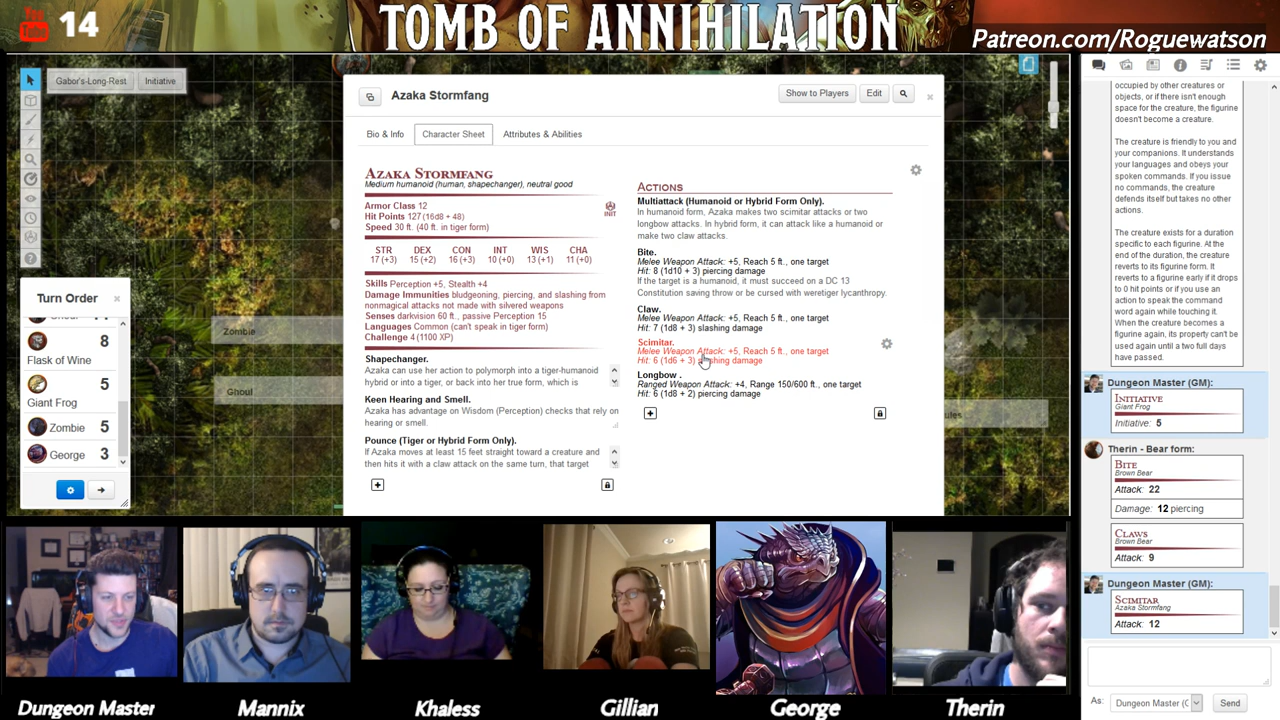 You Tube
14
TOMB OF ANNIHILATION
Patreon.com/Roguewatson
Gabor's-Long-Rest
Initiative
Azaka Stormfang
Show to Players
Edit
Bio & Info
Character Sheet
Attributes & Abilities
AZAKA STORMFANG
Medium humanoid (human, shapechanger), neutral good
Armor Class 12
Hit Points 127 (16d8 + 48)
Speed 30 ft. (40 ft. in tiger form)
INIT
STR DEX CON INT WIS CHA
17 (+3) 15 (+2) 16 (+3) 10 (+0) 13 (+1) 11 (+0)
Skills Perception +5, Stealth +4
Damage Immunities bludgeoning, piercing, and slashing from
nonmagical attacks not made with silvered weapons
Senses darkvision 60 ft., passive Perception 15
Languages Common (can't speak in tiger form)
Challenge 4 (1100 XP)
Shapechanger.
Azaka can use her action to polymorph into a tiger-humanoid
hybrid or into a tiger, or back into her true form, which is
Keen Hearing and Smell.
Azaka has advantage on Wisdom (Perception) checks that rely on
hearing or smell.
Pounce (Tiger or Hybrid Form Only).
If Azaka moves at least 15 feet straight toward a creature and
then hits it with a claw attack on the same turn, that target
ACTIONS
Multiattack (Humanoid or Hybrid Form Only).
In humanoid form, Azaka makes two scimitar attacks or two
longbow attacks. In hybrid form, it can attack like a humanoid or
make two claw attacks.
Bite.
Melee Weapon Attack: +5, Reach 5 ft., one target
Hit: 8 (1d10 + 3) piercing damage
If the target is a humanoid, it must succeed on a DC 13
Constitution saving throw or be cursed with weretiger lycanthropy.
Claw.
Melee Weapon Attack: +5, Reach 5 ft., one target
Hit: 7 (1d8 + 3) slashing damage
Scimitar.
Melee Weapon Attack: +5, Reach 5 ft., one target
Hit: 6 (1d6 + 3) slashing damage
Longbow .
Ranged Weapon Attack: +4, Range 150/600 ft., one target
Hit: 6 (1d8 + 2) piercing damage
Turn Order
8
Flask of Wine
5
Giant Frog
Zombie 5
George 3
Zombie
Ghoul
occupied by other creatures or
objects, or if there isn't enough
space for the creature, the figurine
doesn't become a creature.
The creature is friendly to you and
your companions. It understands
your languages and obeys your
spoken commands. If you issue
no commands, the creature
defends itself but takes no other
actions.
The creature exists for a duration
specific to each figurine. At the
end of the duration, the creature
reverts to its figurine form. It
reverts to a figurine early if it drops
to 0 hit points or if you use an
action to speak the command
word again while touching it.
When the creature becomes a
figurine again, its property can't be
used again until a two full days
have passed.
Dungeon Master (GM):
INITIATIVE
Giant Frog
Initiative: 5
Therin - Bear form:
BITE
Brown Bear
Attack: 22
Damage: 12 piercing
CLAWS
Brown Bear
Attack: 9
Dungeon Master (GM):
SCIMITAR
Azaka Stormfang
Attack: 12
As:
Dungeon Master (G
Send
Dungeon Master
Mannix
Khaless
Gillian
George
Therin